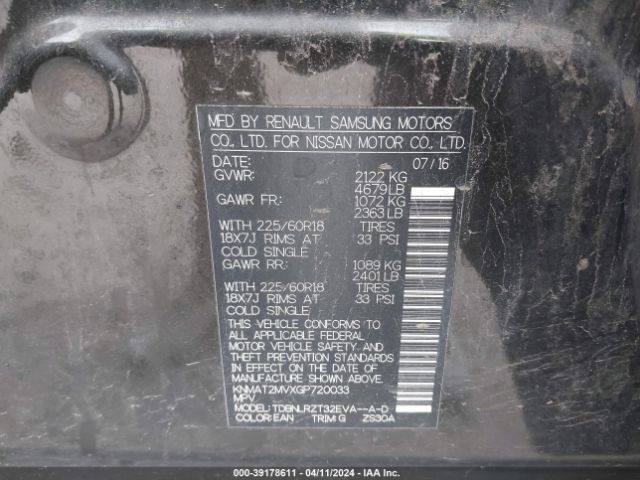 MFD BY RENAULT SAMSUNG MOTORS
CO., LTD. FOR NISSAN MOTOR CO., LTD.
DATE: 07/16
GVWR: 2122 KG
4679 LB
GAWR FR: 1072 KG
2363 LB
WITH 225/60R18 TIRES
18X7J RIMS AT 33 PSI
COLD SINGLE
GAWR RR: 1089 KG
2401 LB
WITH 225/60R18 TIRES
18X7J RIMS AT 33 PSI
COLD SINGLE
THIS VEHICLE CONFORMS TO
ALL APPLICABLE FEDERAL
MOTOR VEHICLE SAFETY AND
THEFT PREVENTION STANDARDS
IN EFFECT ON THE DATE OF
MANUFACTURE SHOWN ABOVE.
KNMAT2MVXGP720033
MPV
MODEL: TDBNLRZT32EVA--A-D
COLOR: EAN TRIM: G ZS30A
000-39178611 - 04/11/2024 - IAA Inc.